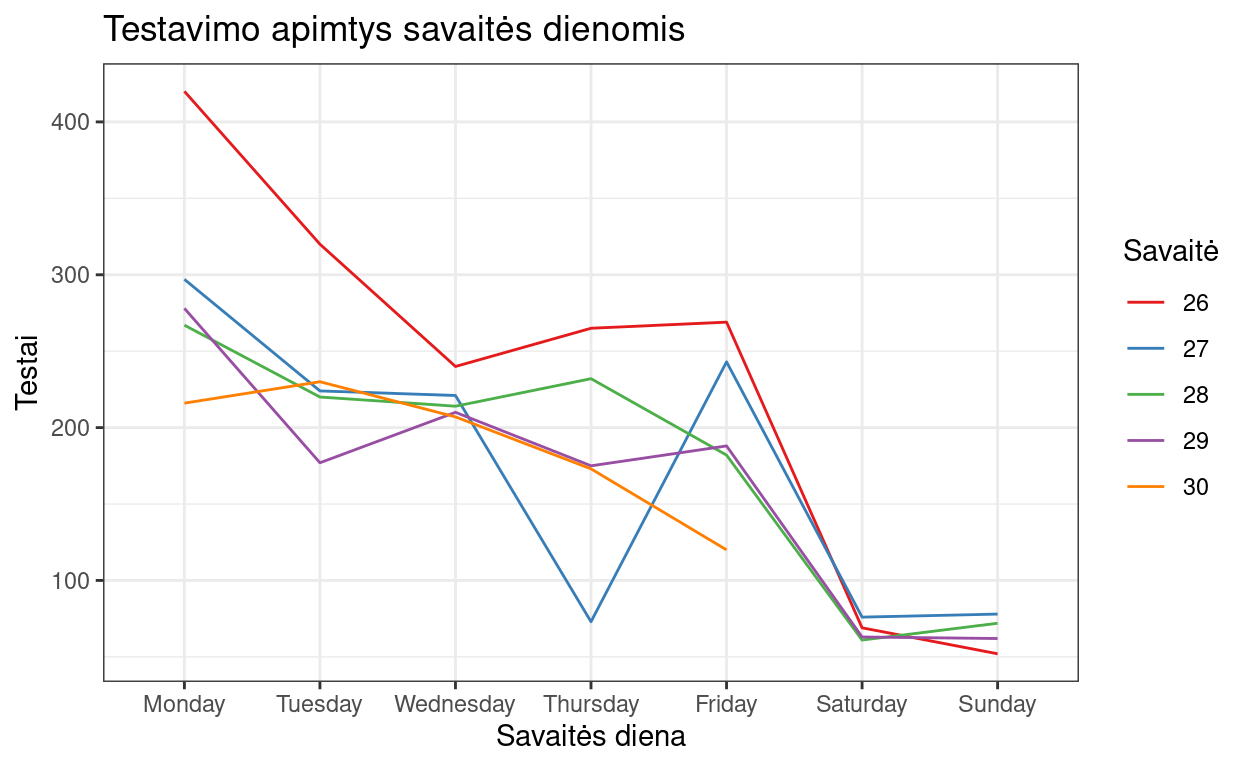 Testavimo apimtys savaitės dienomis
Testai
400
300
200
100
Monday Tuesday Wednesday Thursday Friday Saturday Sunday
Savaitės diena
Savaitė
26
27
28
29
30